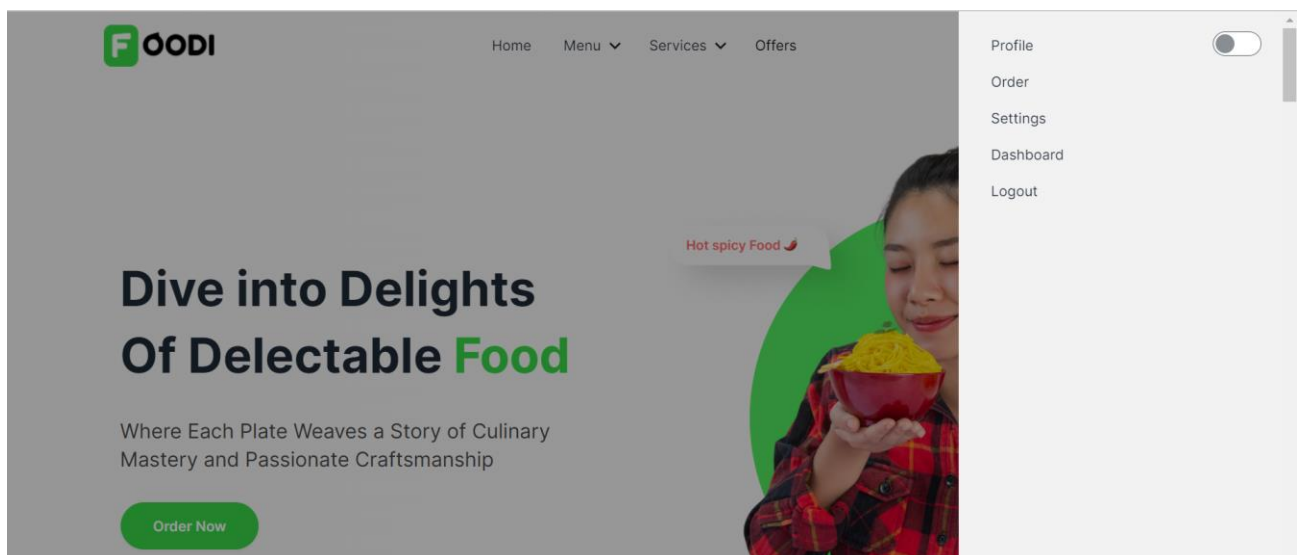 FOODI
Home Menu Services Offers
Profile
Order
Settings
Dashboard
Logout
Hot spicy Food 🌶
Dive into Delights
Of Delectable Food
Where Each Plate Weaves a Story of Culinary
Mastery and Passionate Craftsmanship
Order Now